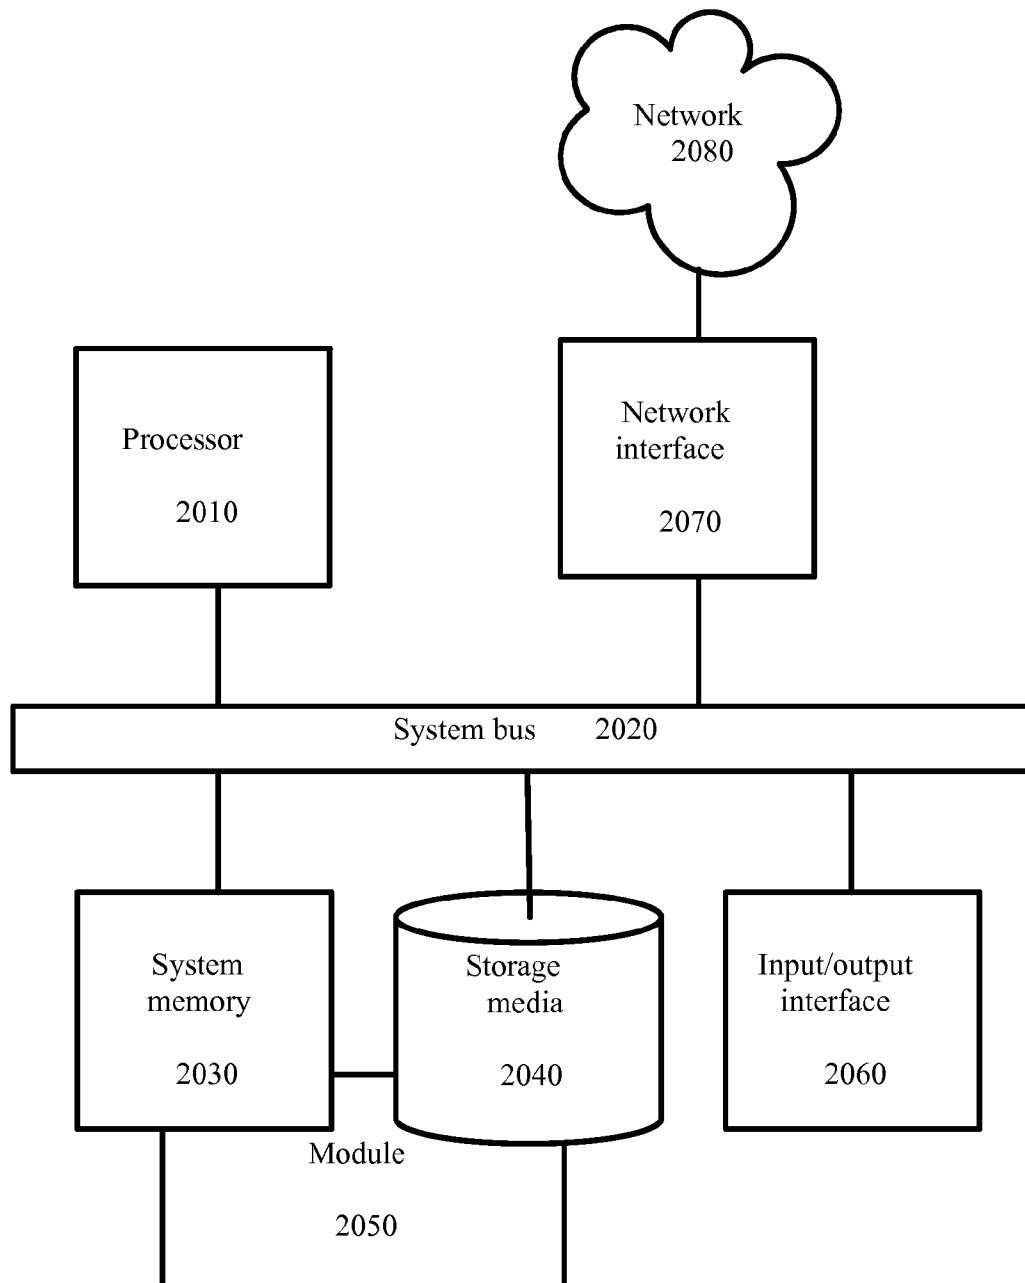 Network
2080
Processor
2010
Network
interface
2070
System bus 2020
System
memory
2030
Storage
media
2040
Input/output
interface
2060
Module
2050